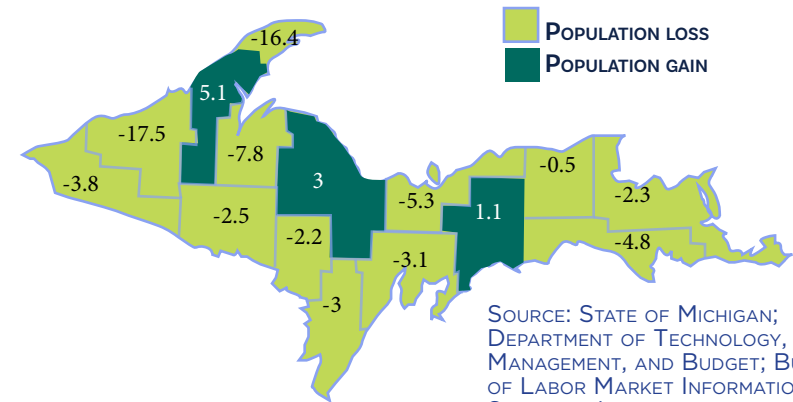 -16.4
POPULATION LOSS
POPULATION GAIN
5.1
-17.5
-7.8
3
-0.5
-3.8
-5.3
-2.3
1.1
-2.5
-2.2
-4.8
-3.1
-3
SOURCE: STATE OF MICHIGAN;
DEPARTMENT OF TECHNOLOGY,
MANAGEMENT, AND BUDGET;
OF LABOR MARKET